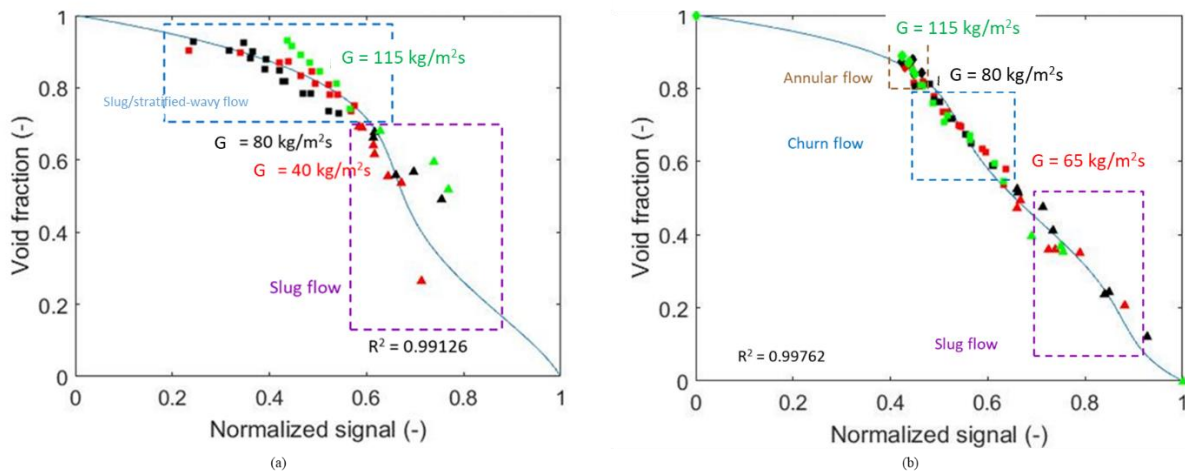 1
0.8
0.6
0.4
0.2
0
0
0.2
0.4
0.6
0.8
1
Void fraction (-)
Normalized signal (-)
G = 115 kg/m²s
Slug/stratified-wavy flow
G = 80 kg/m²s
G = 40 kg/m²s
Slug flow
R² = 0.99126
(a)
1
0.8
0.6
0.4
0.2
0
0
0.2
0.4
0.6
0.8
1
Void fraction (-)
Normalized signal (-)
G = 115 kg/m²s
Annular flow
G = 80 kg/m²s
Churn flow
G = 65 kg/m²s
Slug flow
R² = 0.99762
(b)